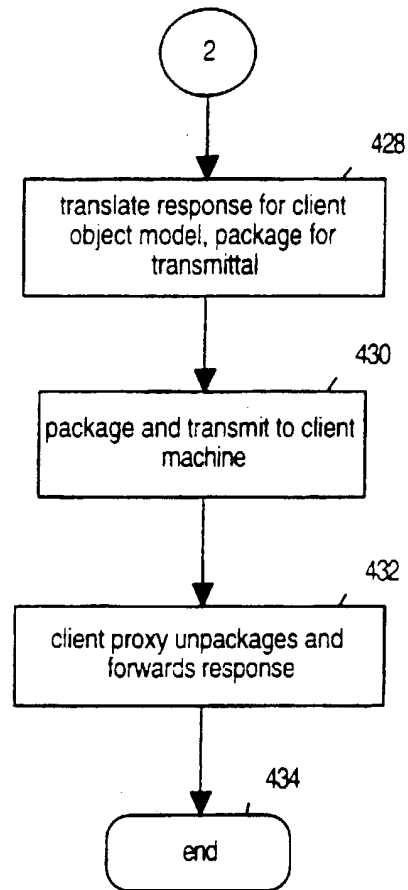 2
428
translate response for client
object model, package for
transmittal
430
package and transmit to client
machine
432
client proxy unpackages and
forwards response
434
end